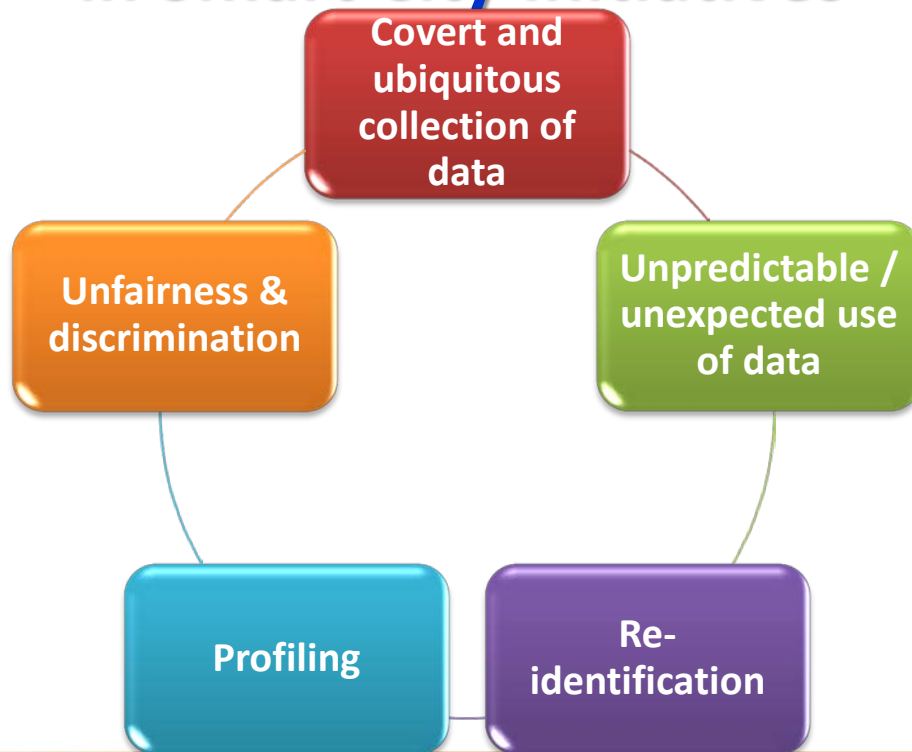 Covert and
ubiquitous
collection of
data
Unpredictable /
unexpected use
of data
Re-
identification
Profiling
Unfairness &
discrimination